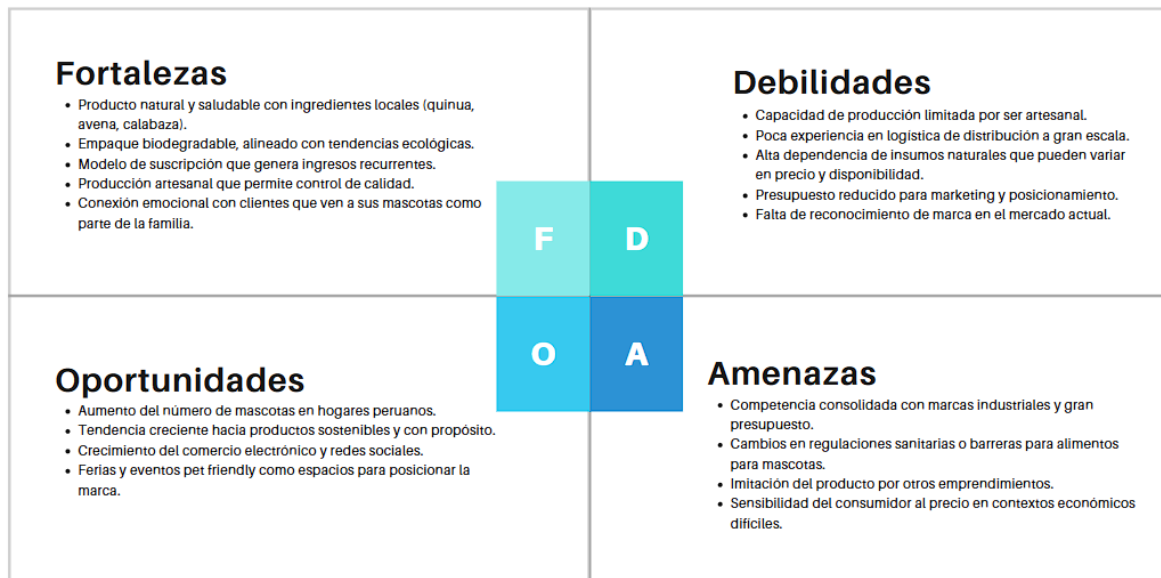 Fortalezas
• Producto natural y saludable con ingredientes locales (quinua,
avena, calabaza).
• Empaque biodegradable, alineado con tendencias ecológicas.
• Modelo de suscripción que genera ingresos recurrentes.
• Producción artesanal que permite control de calidad.
• Conexión emocional con clientes que ven a sus mascotas como
parte de la familia.
Debilidades
• Capacidad de producción limitada por ser artesanal.
• Poca experiencia en logística de distribución a gran escala.
• Alta dependencia de insumos naturales que pueden variar
en precio y disponibilidad.
• Presupuesto reducido para marketing y posicionamiento.
• Falta de reconocimiento de marca en el mercado actual.
F
D
O
A
Oportunidades
• Aumento del número de mascotas en hogares peruanos.
• Tendencia creciente hacia productos sostenibles y con propósito.
• Crecimiento del comercio electrónico y redes sociales.
• Ferias y eventos pet friendly como espacios para posicionar la
marca.
Amenazas
• Competencia consolidada con marcas industriales y gran
presupuesto.
• Cambios en regulaciones sanitarias o barreras para alimentos
para mascotas.
• Imitación del producto por otros emprendimientos.
• Sensibilidad del consumidor al precio en contextos económicos
difíciles.